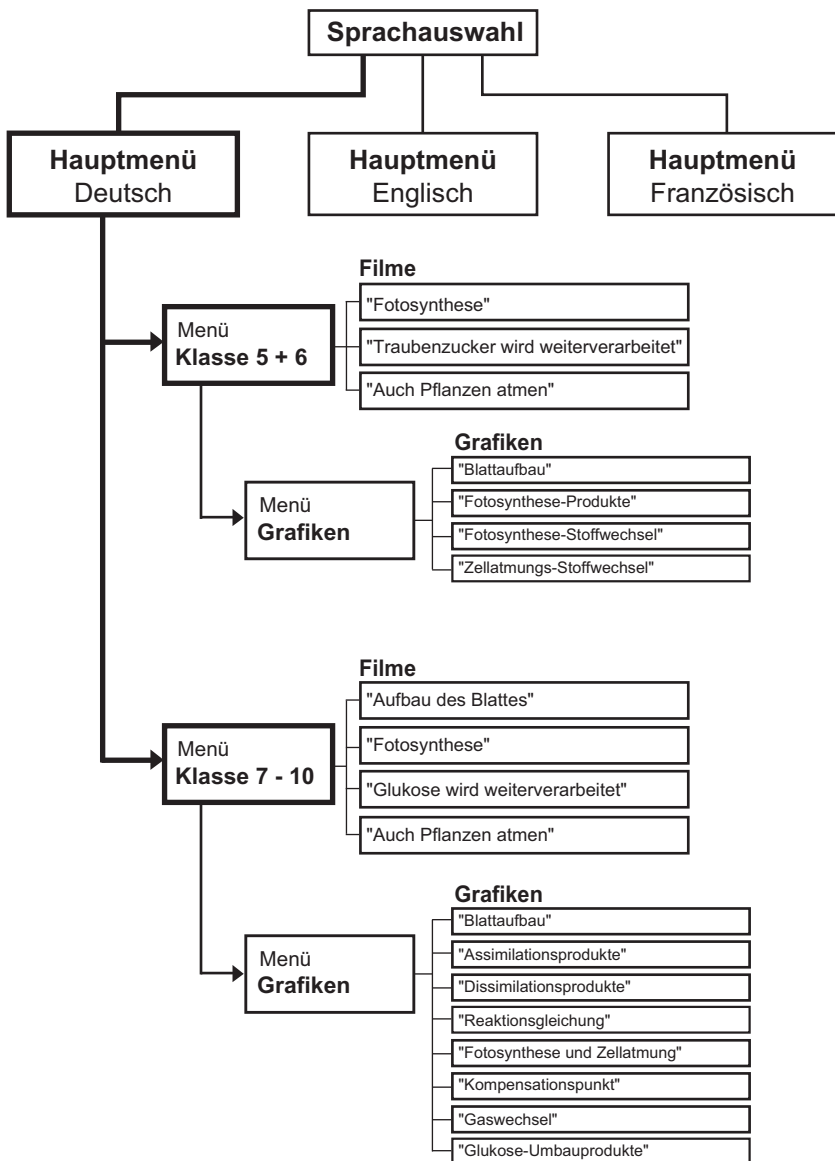 Sprachauswahl
Hauptmenü
Deutsch
Hauptmenü
Englisch
Hauptmenü
Französisch
Menü
Klasse 5 + 6
Filme
"Fotosynthese"
"Traubenzucker wird weiterverarbeitet"
"Auch Pflanzen atmen"
Menü
Grafiken
Grafiken
"Blattaufbau"
"Fotosynthese-Produkte"
"Fotosynthese-Stoffwechsel"
"Zellatmungs-Stoffwechsel"
Menü
Klasse 7 - 10
Filme
"Aufbau des Blattes"
"Fotosynthese"
"Glukose wird weiterverarbeitet"
"Auch Pflanzen atmen"
Menü
Grafiken
Grafiken
"Blattaufbau"
"Assimilationsprodukte"
"Dissimilationsprodukte"
"Reaktionsgleichung"
"Fotosynthese und Zellatmung"
"Kompensationspunkt"
"Gaswechsel"
"Glukose-Umbauprodukte"